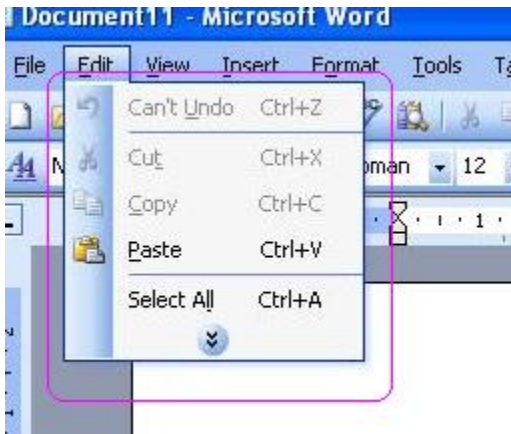 Document11 - Microsoft Word
File Edit View Insert Format Tools
Can't Undo Ctrl+Z
Cut Ctrl+X
12
Copy Ctrl+C
1
Paste Ctrl+V
Select All Ctrl+A